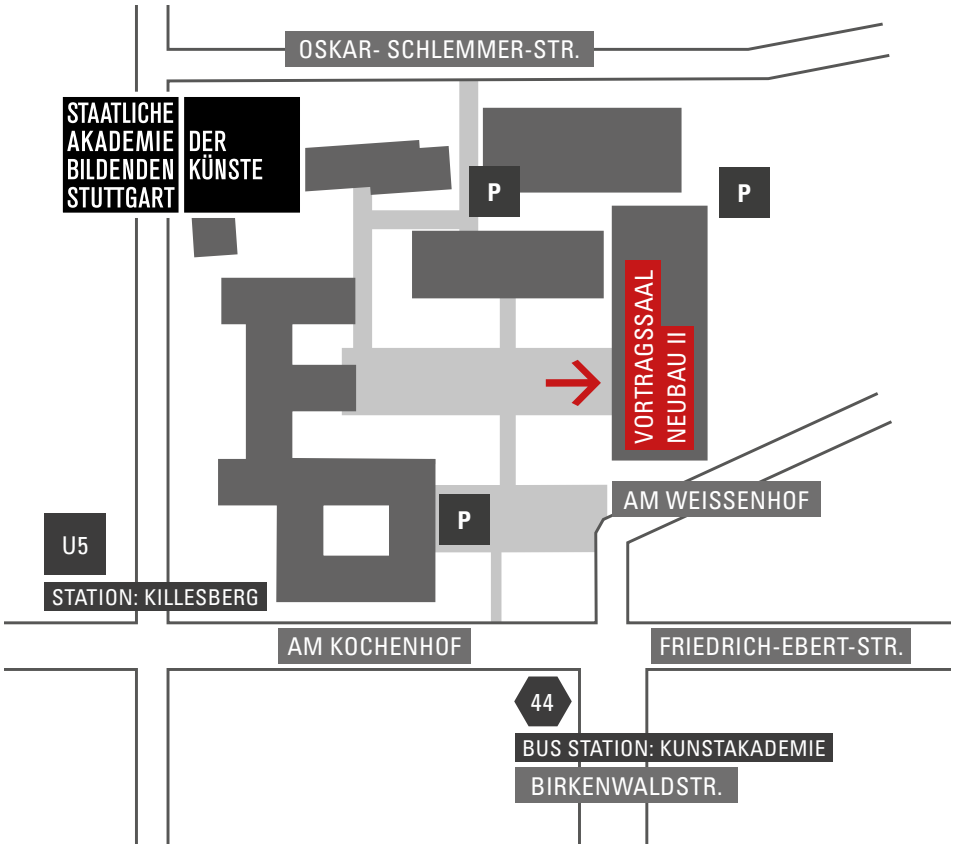 OSKAR- SCHLEMMER-STR.
STAATLICHE
AKADEMIE DER
BILDENDEN KÜNSTE
STUTTGART
P
P
VORTRAGSSAAL
NEUBAU II
AM WEISSENHOF
P
U5
STATION: KILLESBERG
AM KOCHENHOF
FRIEDRICH-EBERT-STR.
44
BUS STATION: KUNSTAKADEMIE
BIRKENWALDSTR.